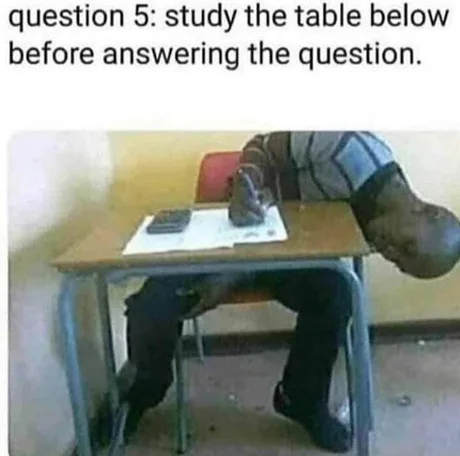 question 5: study the table below
before answering the question.